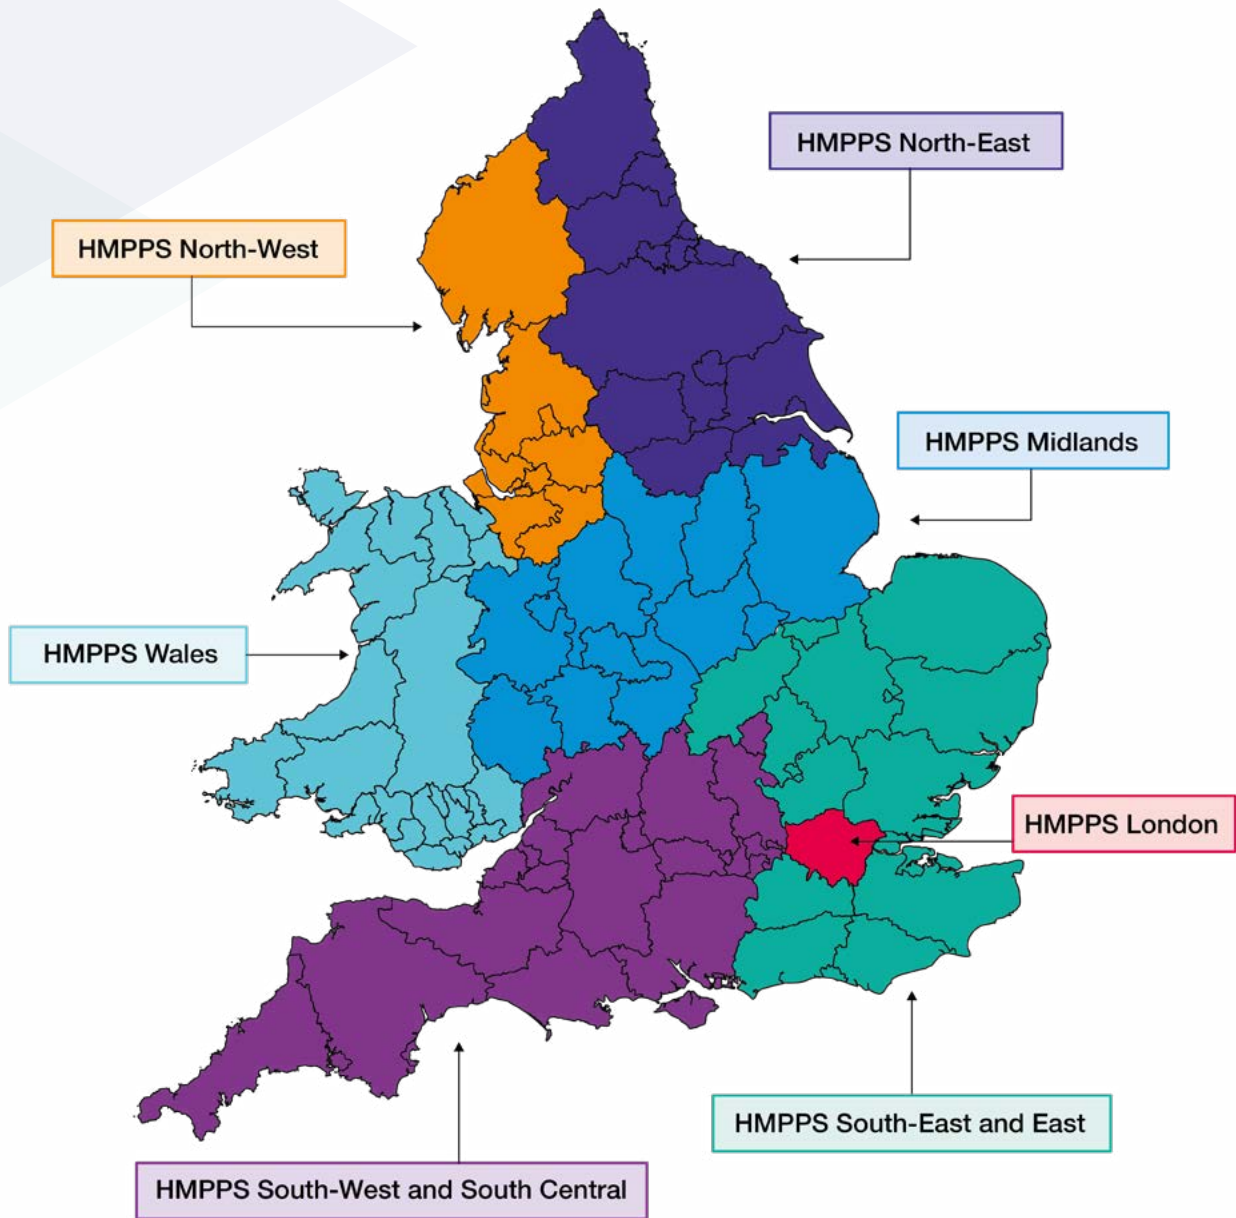 HMPPS North-East
HMPPS North-West
HMPPS Midlands
HMPPS Wales
HMPPS London
HMPPS South-East and East
HMPPS South-West and South Central